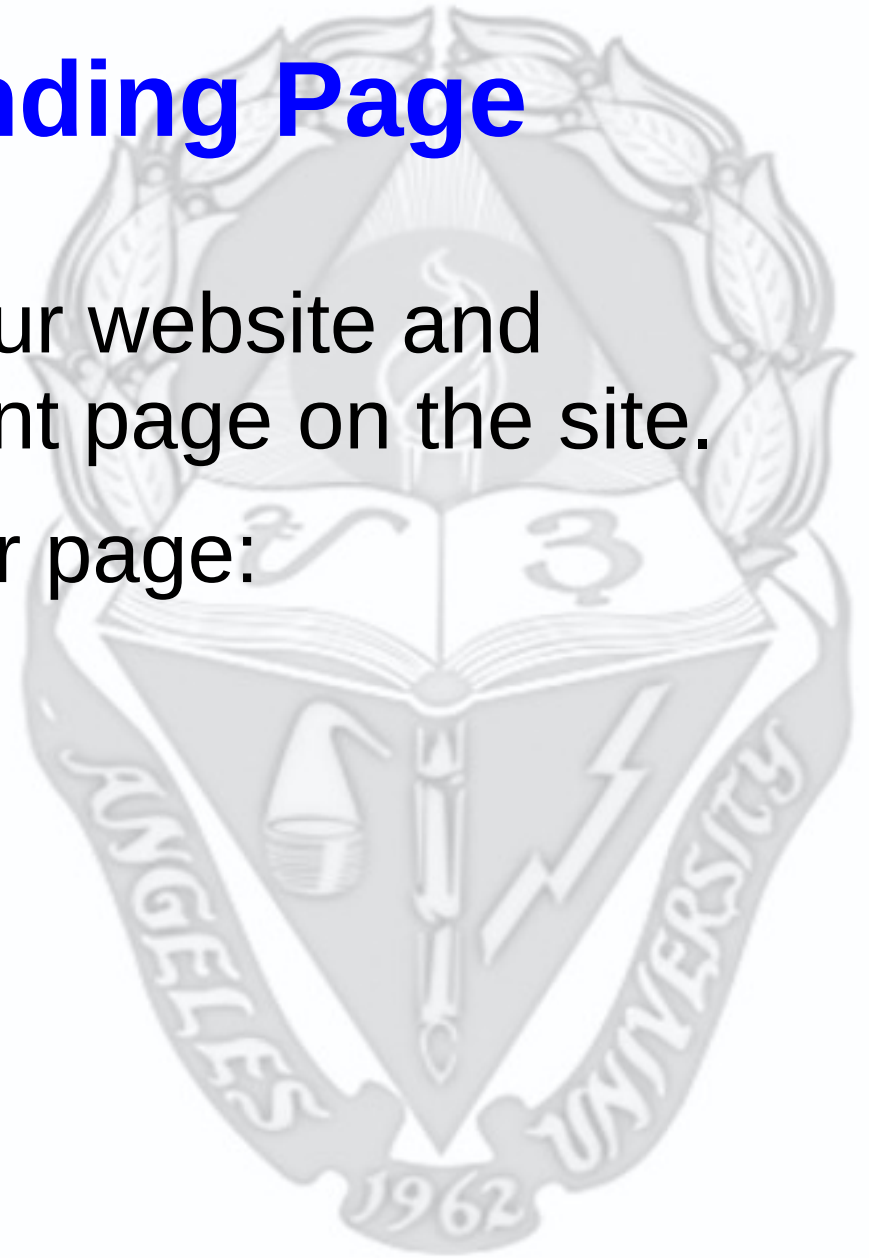 nding Page
ur website and
nt page on the site.
r page:
ANGELES
UNIVERSITY
1962